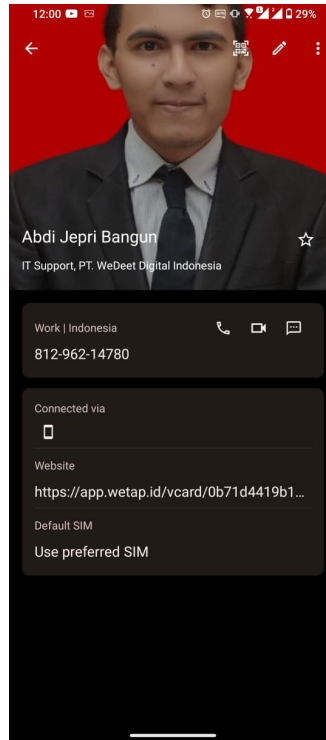 12:00 29%
Abdi Jepri Bangun
IT Support, PT. WeDeet Digital Indonesia
Work | Indonesia
812-962-14780
Connected via
Website
https://app.wetap.id/vcard/0b71d4419b1...
Default SIM
Use preferred SIM